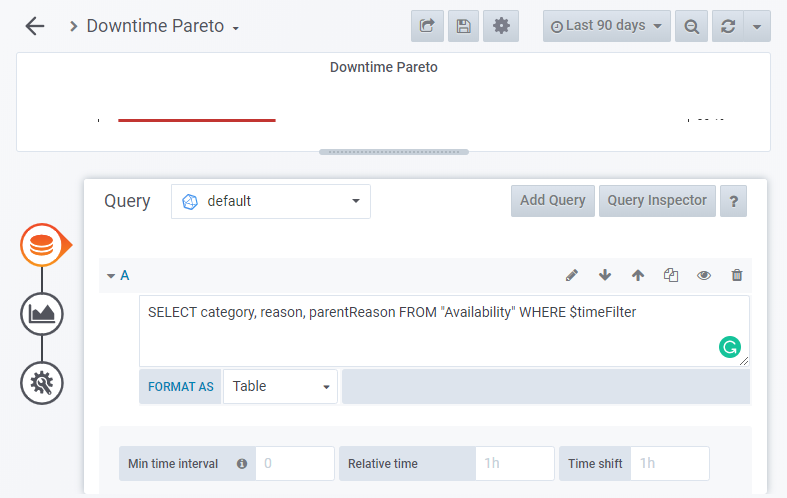 Downtime Pareto
Last 90 days
Downtime Pareto
Query
default
Add Query
Query Inspector
?
A
SELECT category, reason, parentReason FROM "Availability" WHERE $timeFilter
FORMAT AS
Table
Min time interval
0
Relative time
1h
Time shift
1h